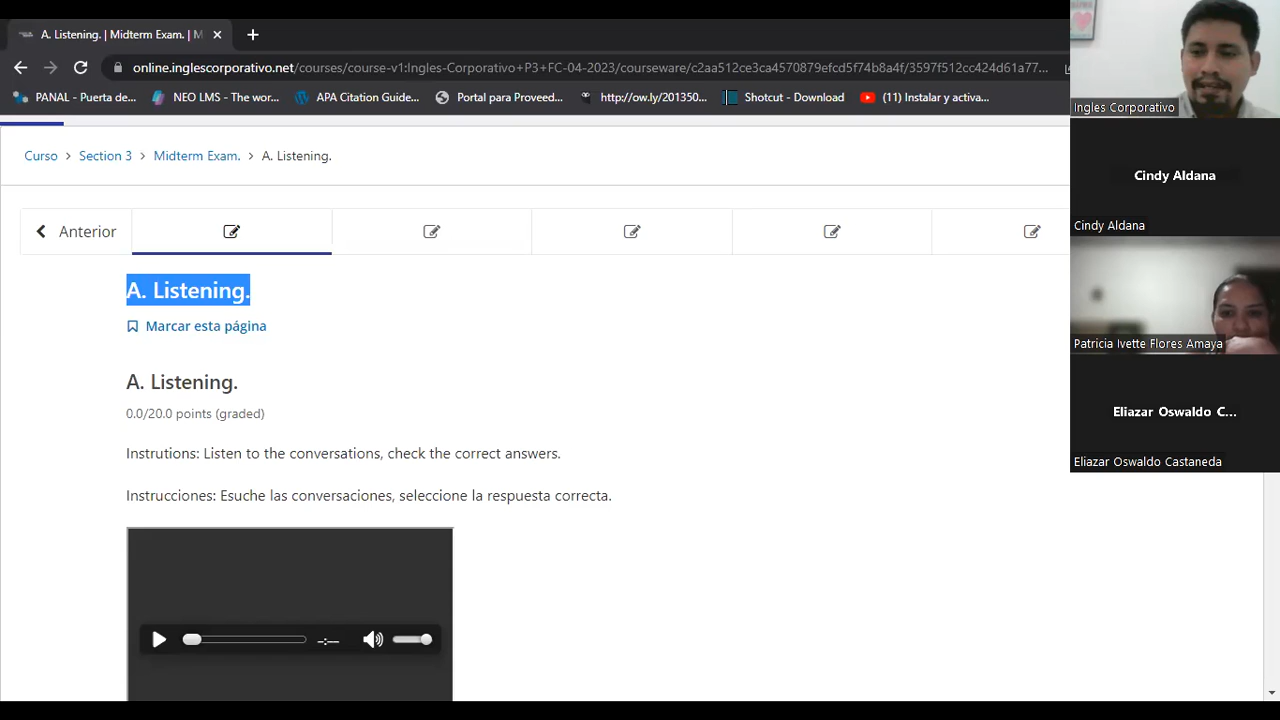 A. Listening. | Midterm Exam. | M
online.inglescorporativo.net/courses/course-v1:Ingles-Corporativo+P3+FC-04-2023/courseware/c2aa512ce3ca4570879efcd5f74b8a4f/3597f512cc424d61a77...
PANAL - Puerta de... NEO LMS - The wor... APA Citation Guide... Portal para Proveed... http://ow.ly/201350... Shotcut - Download (11) Instalar y activa...
Curso > Section 3 > Midterm Exam. > A. Listening.
Anterior
A. Listening.
Marcar esta página
A. Listening.
0.0/20.0 points (graded)
Instrutions: Listen to the conversations, check the correct answers.
Instrucciones: Esuche las conversaciones, seleccione la respuesta correcta.
-:--
Ingles Corporativo
Cindy Aldana
Cindy Aldana
Patricia Ivette Flores Amaya
Eliazar Oswaldo C...
Eliazar Oswaldo Castaneda